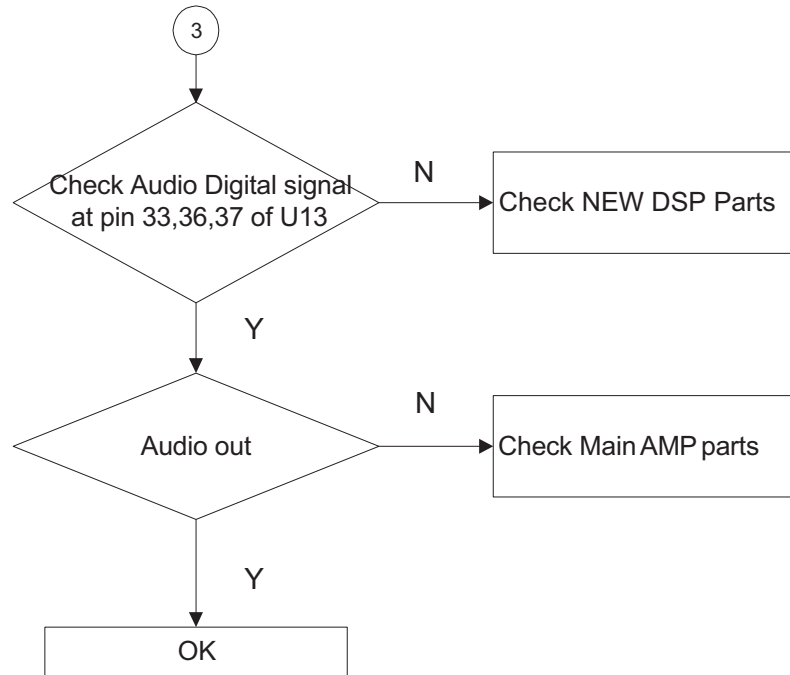 3
Check Audio Digital signal
at pin 33,36,37 of U13
N
Check NEW DSP Parts
Y
Audio out
N
Check Main AMP parts
Y
OK